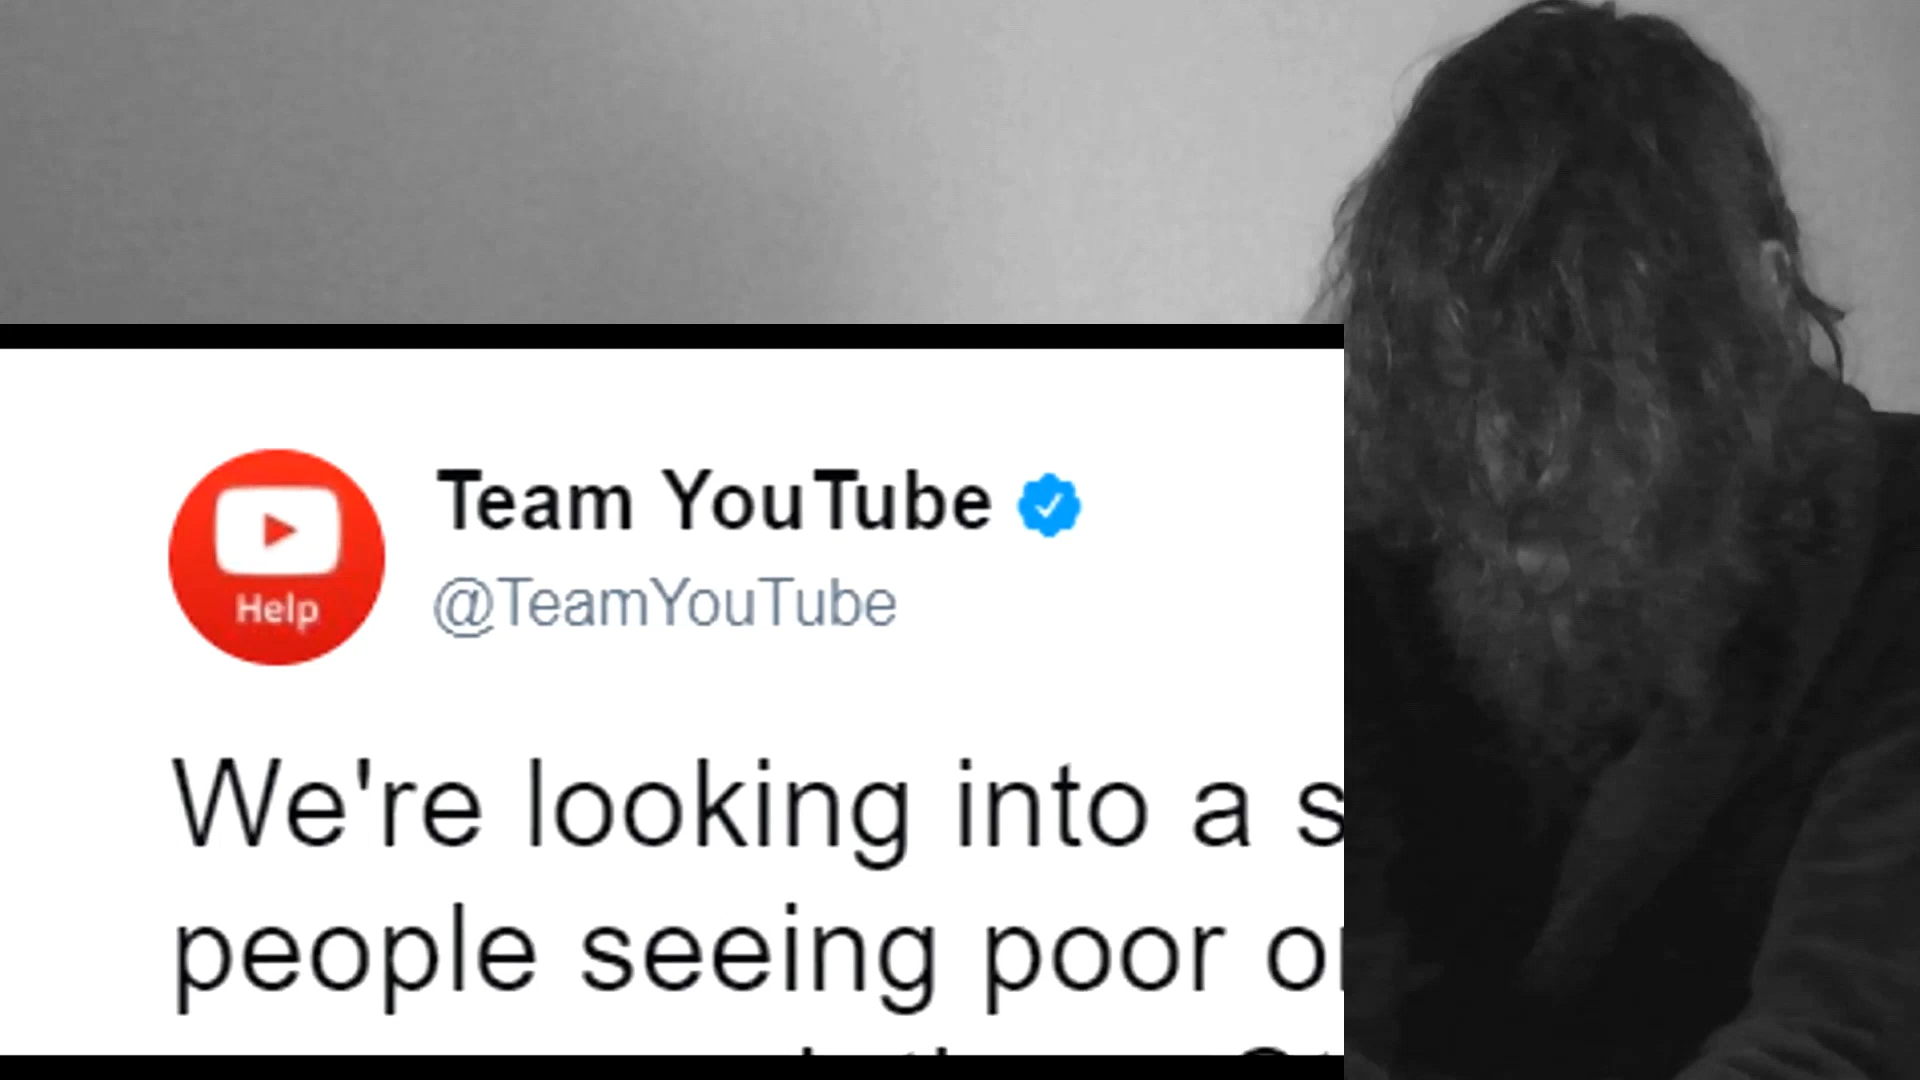 Help
Team YouTube
@TeamYouTube
We're looking into a
people seeing poor